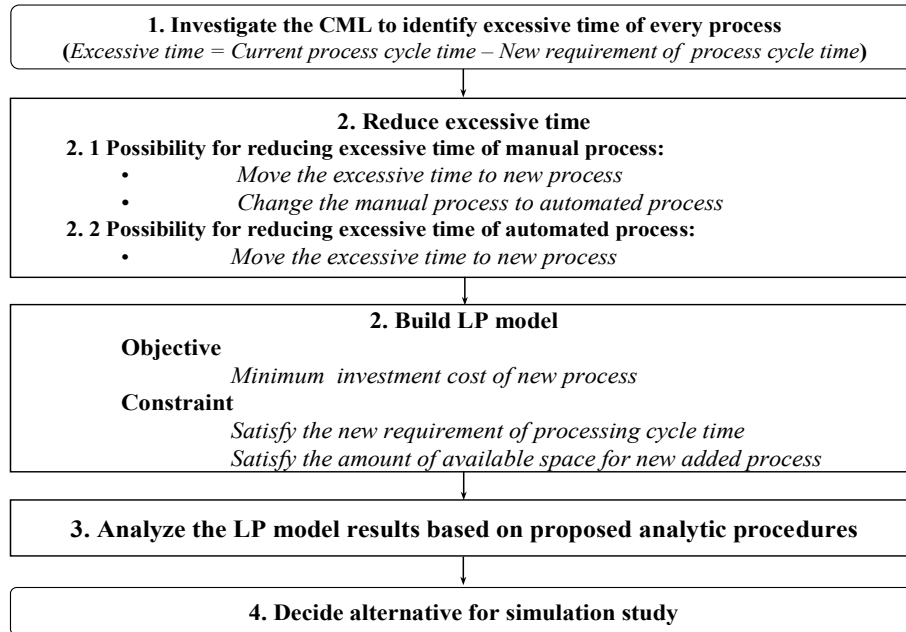 1. Investigate the CML to identify excessive time of every process
(Excessive time = Current process cycle time – New requirement of process cycle time)
2. Reduce excessive time
2. 1 Possibility for reducing excessive time of manual process:
• Move the excessive time to new process
• Change the manual process to automated process
2. 2 Possibility for reducing excessive time of automated process:
• Move the excessive time to new process
2. Build LP model
Objective
Minimum investment cost of new process
Constraint
Satisfy the new requirement of processing cycle time
Satisfy the amount of available space for new added process
3. Analyze the LP model results based on proposed analytic procedures
4. Decide alternative for simulation study